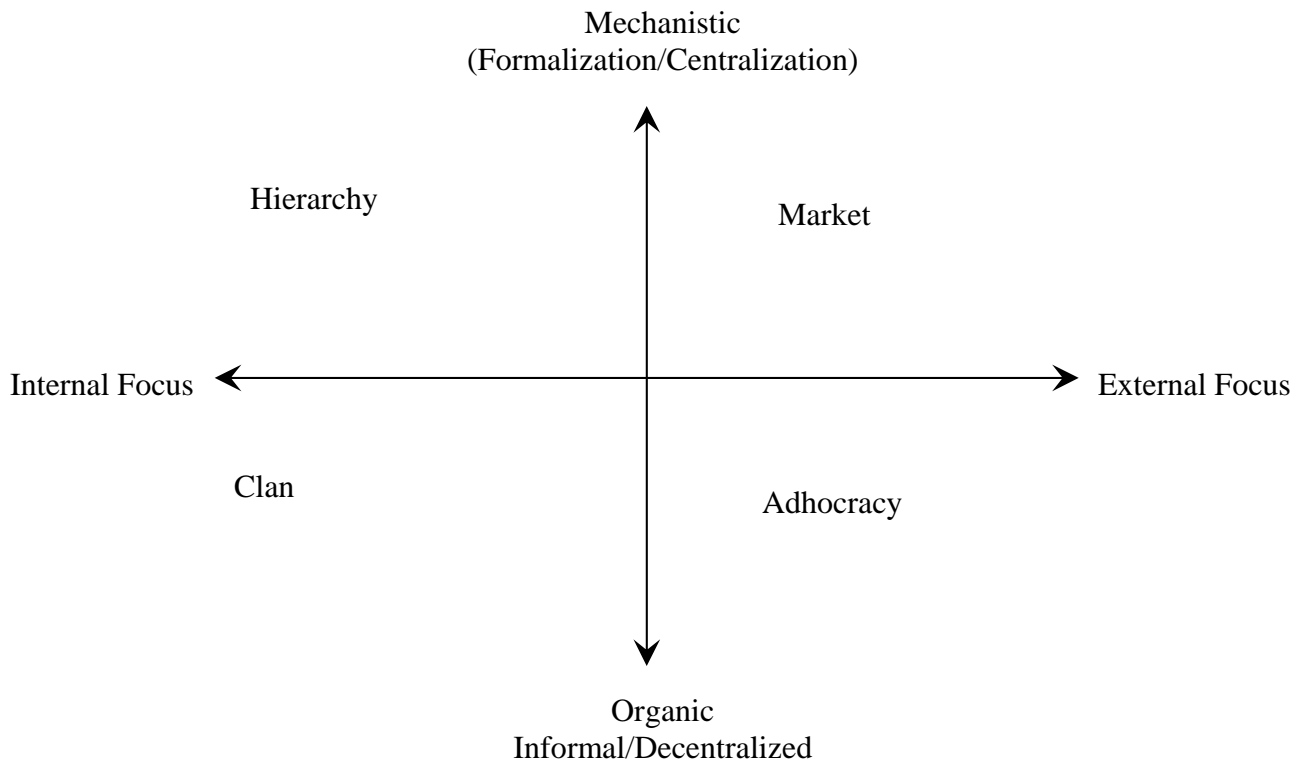 Mechanistic
(Formalization/Centralization)
Hierarchy
Market
Internal Focus
External Focus
Clan
Adhocracy
Organic
Informal/Decentralized